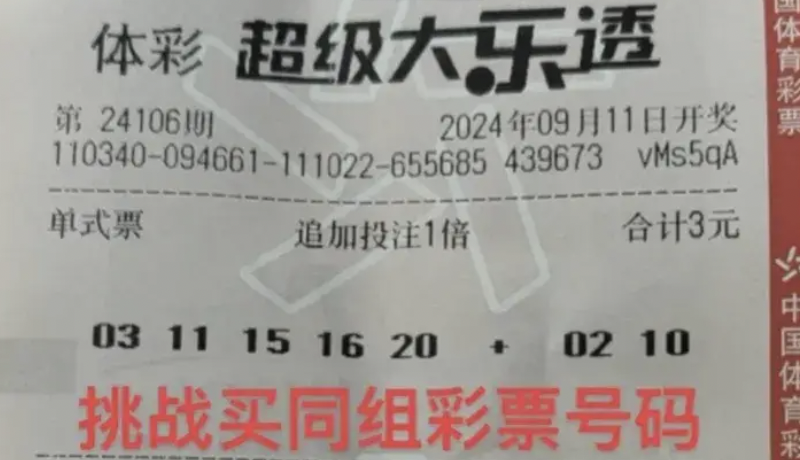 体彩 超级大乐透
第 24106期 2024年09月11日开奖
110340-094661-111022-655685 439673 vMs5qA
单式票 追加投注1倍 合计3元
03 11 15 16 20 + 02 10
挑战买同组彩票号码
国体育彩票
中国体育彩